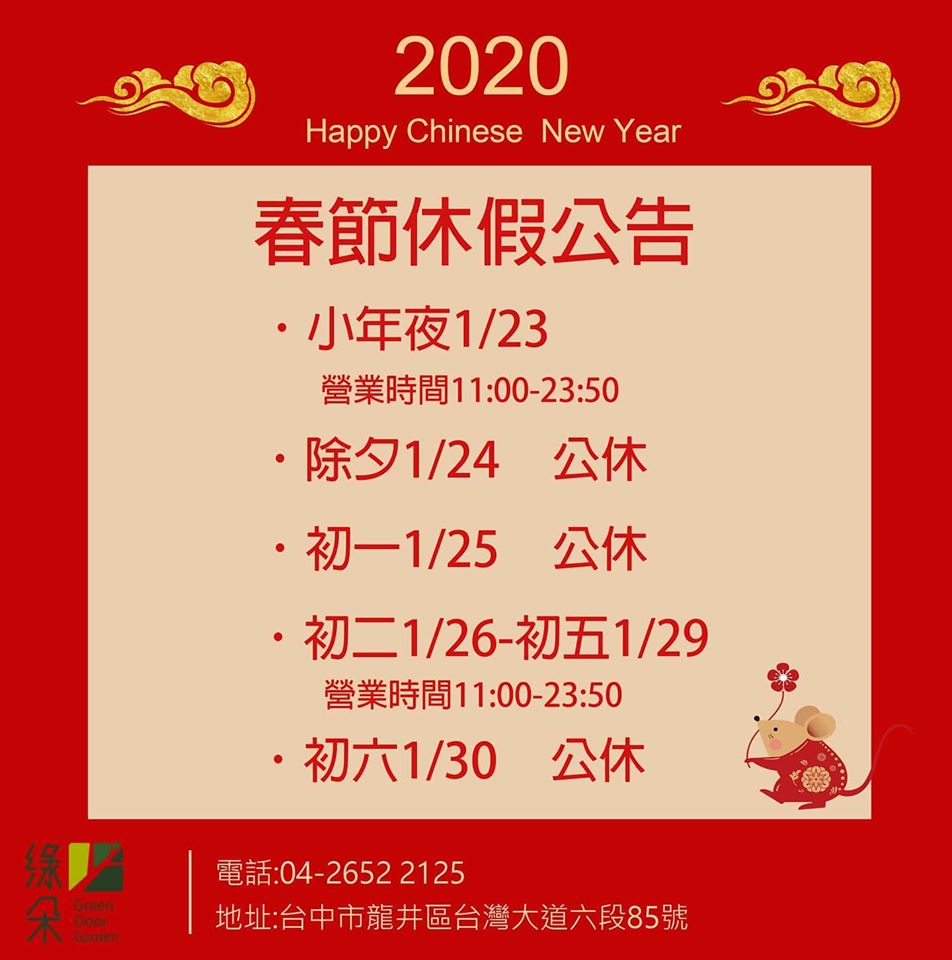 2020
Happy Chinese New Year
春節休假公告
・小年夜1/23
營業時間11:00-23:50
・除夕1/24 公休
・初一1/25 公休
・初二1/26-初五1/29
營業時間11:00-23:50
・初六1/30 公休
綠朵
Green
Door
Garden
電話:04-2652 2125
地址:台中市龍井區台灣大道六段85號